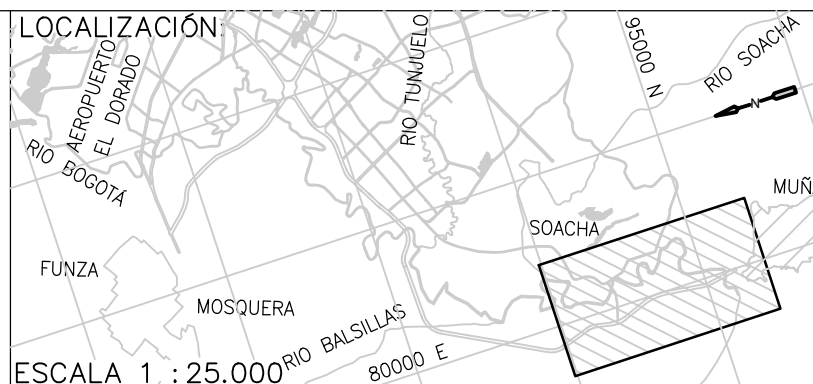 LOCALIZACIÓN:
AEROPUERTO
EL DORADO
RIO BOGOTÁ
RIO TUNJUELO
95000 N
RIO SOACHA
N
MUÑ
SOACHA
FUNZA
MOSQUERA
RIO BALSILLAS
80000 E
ESCALA 1 : 25.000